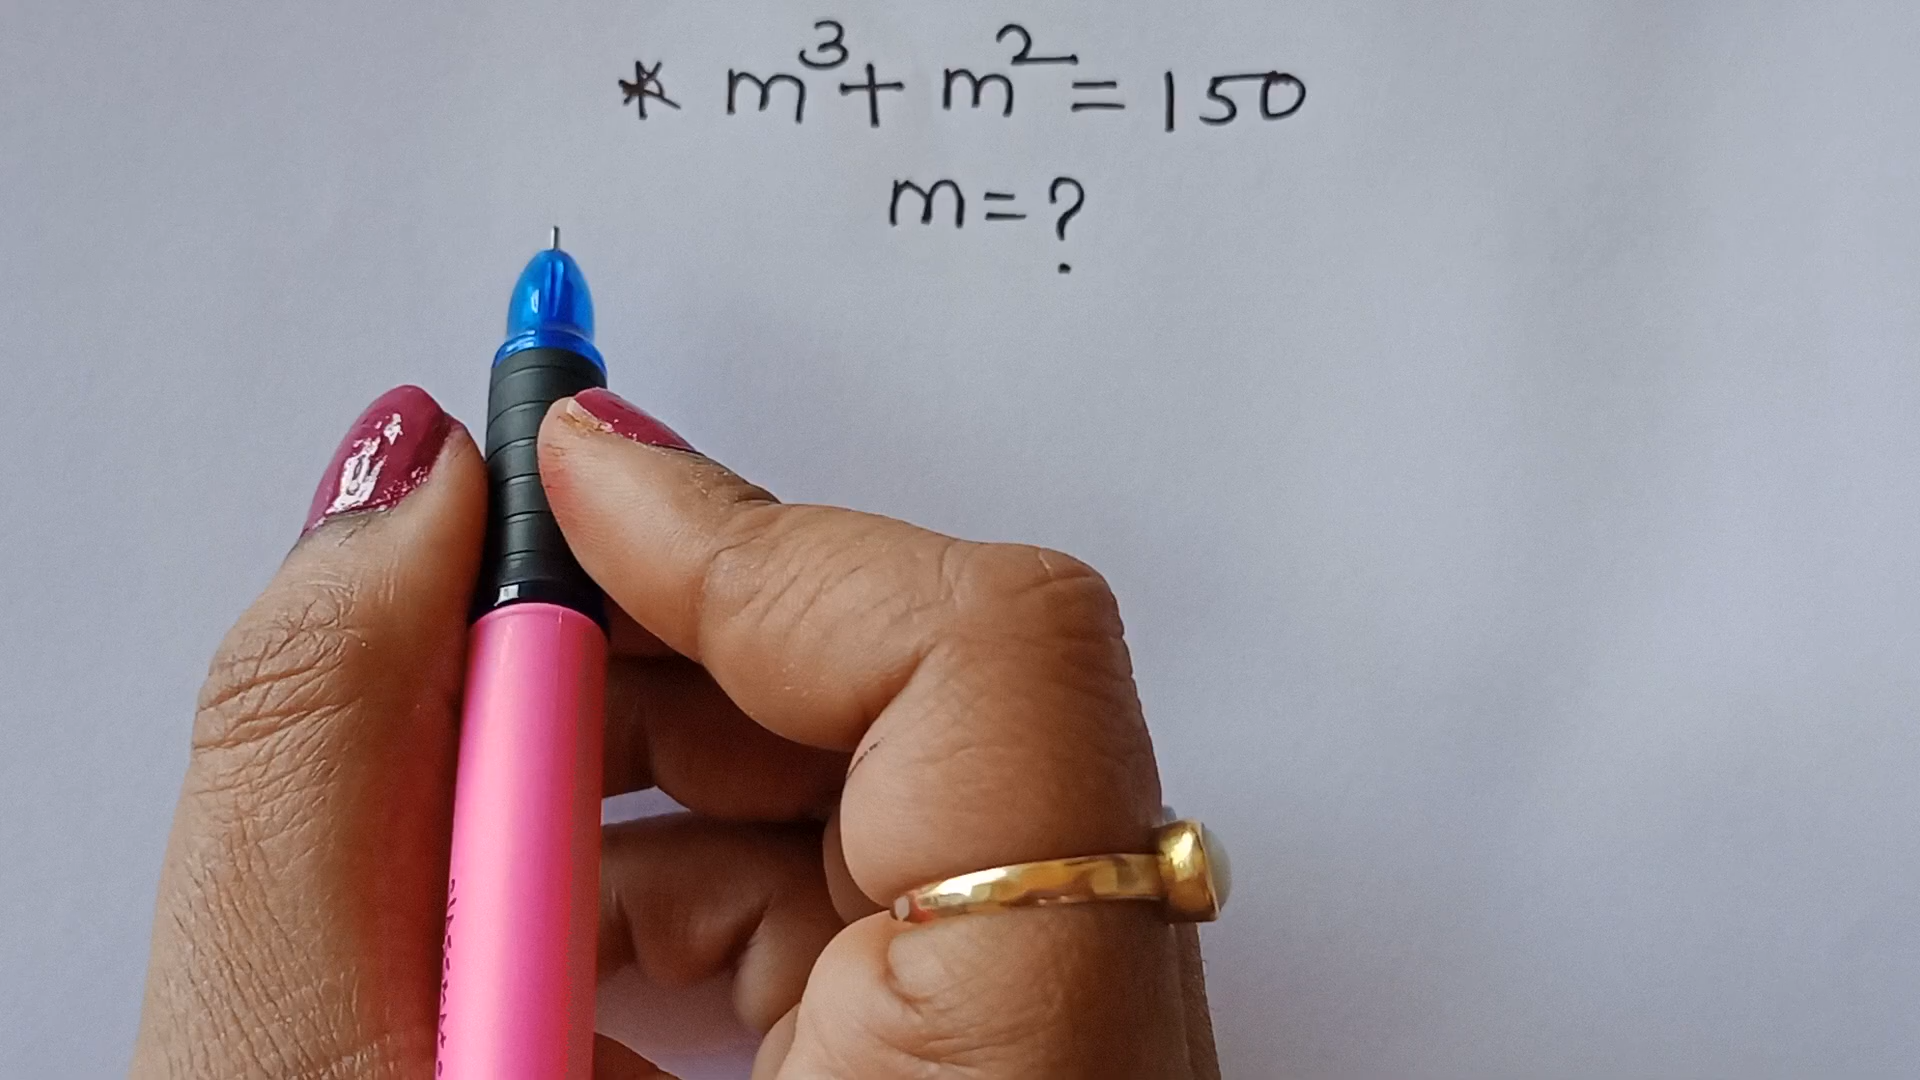 * m³ + m² = 150
m = ?